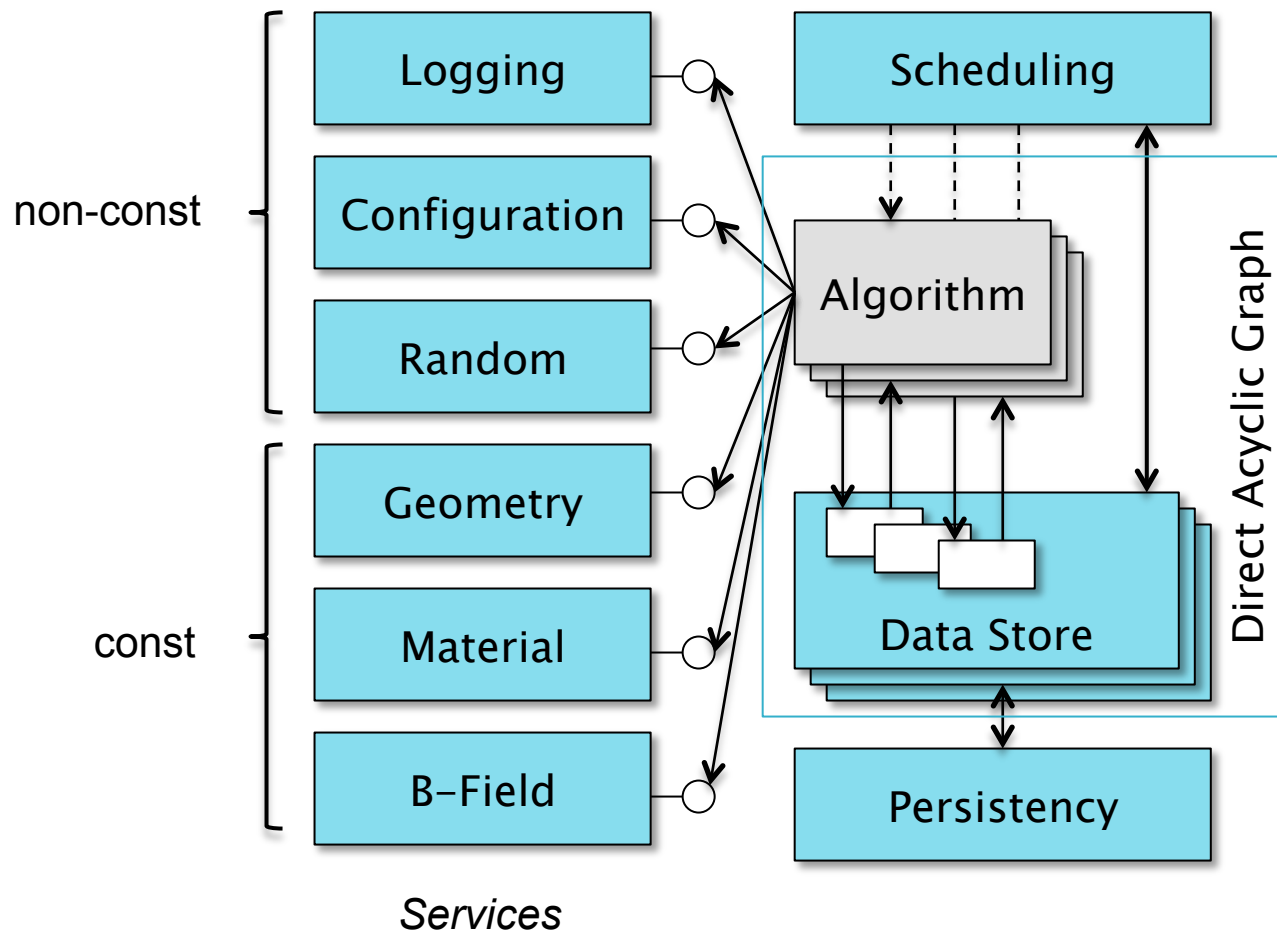 Logging
Scheduling
non-const
Configuration
Algorithm
Random
Direct Acyclic Graph
Geometry
const
Material
Data Store
B-Field
Persistency
Services